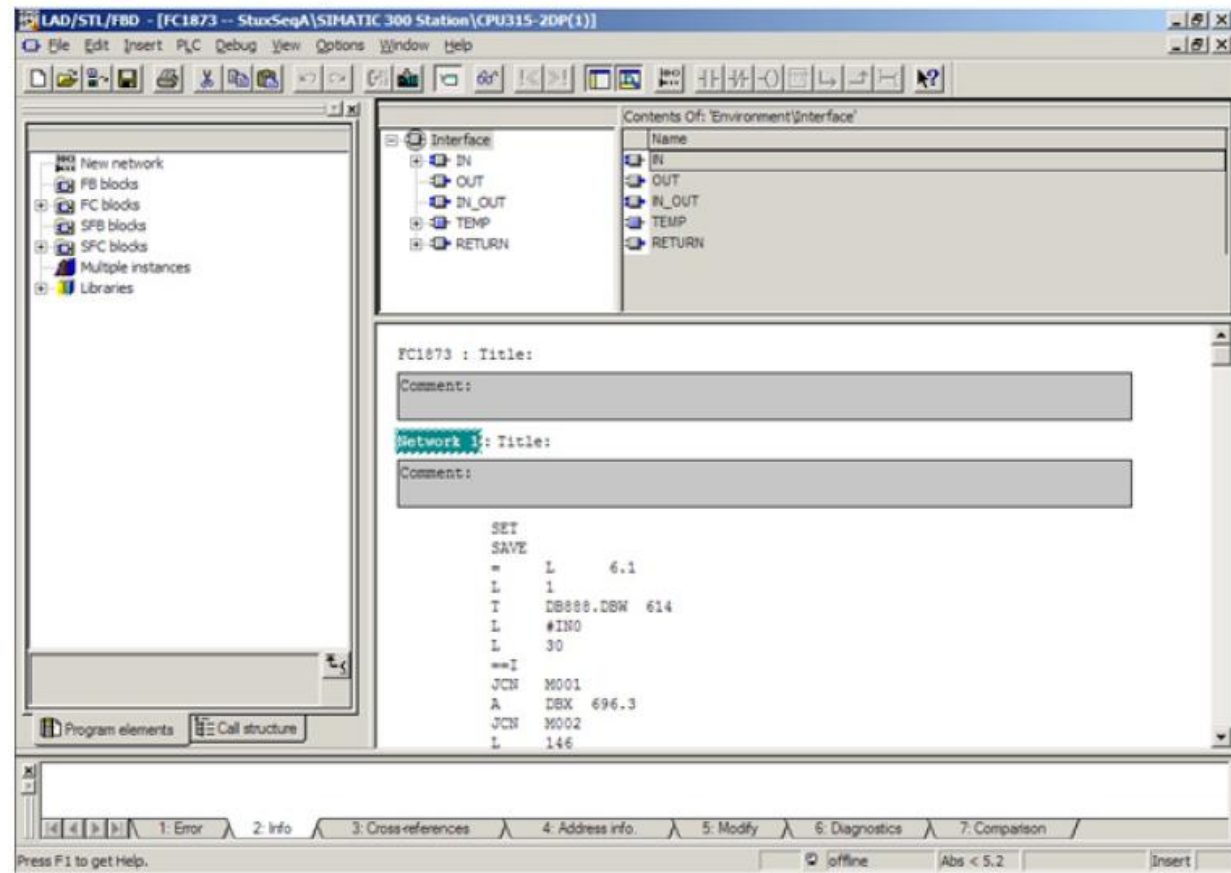 LAD/STL/FBD - [FC1873 -- StuxSeqA\SIMATIC 300 Station\CPU315-2DP(1)]
File Edit Insert PLC Debug View Options Window Help
New network
FB blocks
FC blocks
SFB blocks
SFC blocks
Multiple instances
Libraries
Program elements
Call structure
Interface
IN
OUT
IN_OUT
TEMP
RETURN
Contents Of: 'Environment\Interface'
Name
IN
OUT
IN_OUT
TEMP
RETURN
FC1873 : Title:
Comment:
Network 1: Title:
Comment:
SET
SAVE
= L 6.1
L 1
T DB888.DBW 614
L #IN0
L 30
==I
JCN M001
A DBX 696.3
JCN M002
L 146
1: Error 2: Info 3: Cross-references 4: Address info. 5: Modify 6: Diagnostics 7: Comparison
Press F1 to get Help. offline Abs < 5.2 Insert